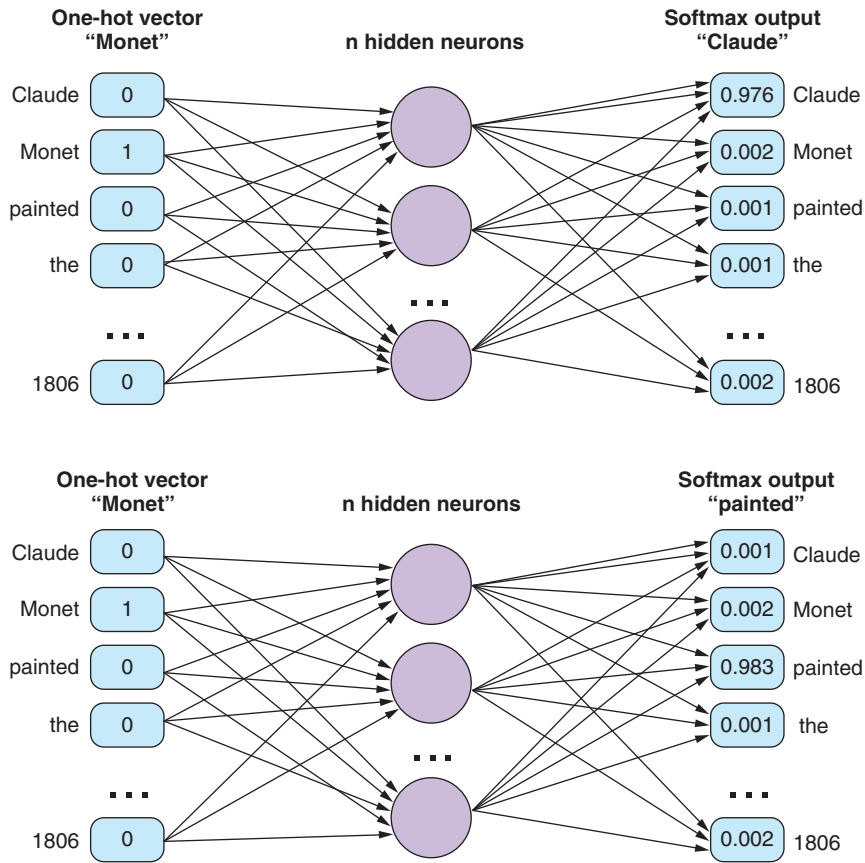 One-hot vector
“Monet”
n hidden neurons
Softmax output
“Claude”
Claude 0 0.976 Claude
Monet 1 0.002 Monet
painted 0 0.001 painted
the 0 0.001 the
...
...
...
1806 0 0.002 1806
One-hot vector
“Monet”
n hidden neurons
Softmax output
“painted”
Claude 0 0.001 Claude
Monet 1 0.002 Monet
painted 0 0.983 painted
the 0 0.001 the
...
...
...
1806 0 0.002 1806